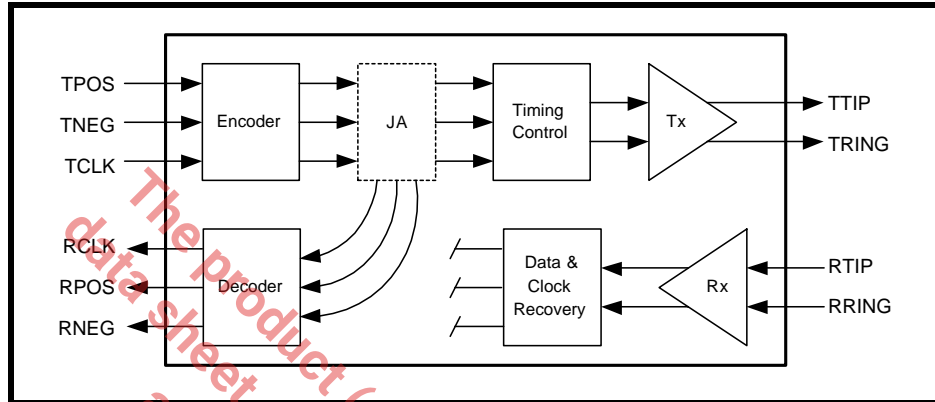 TPOS
TNEG
TCLK
Encoder
JA
Timing
Control
Tx
TTIP
TRING
RCLK
RPOS
RNEG
Decoder
Data &
Clock
Recovery
Rx
RTIP
RRING
The product (
data sheet